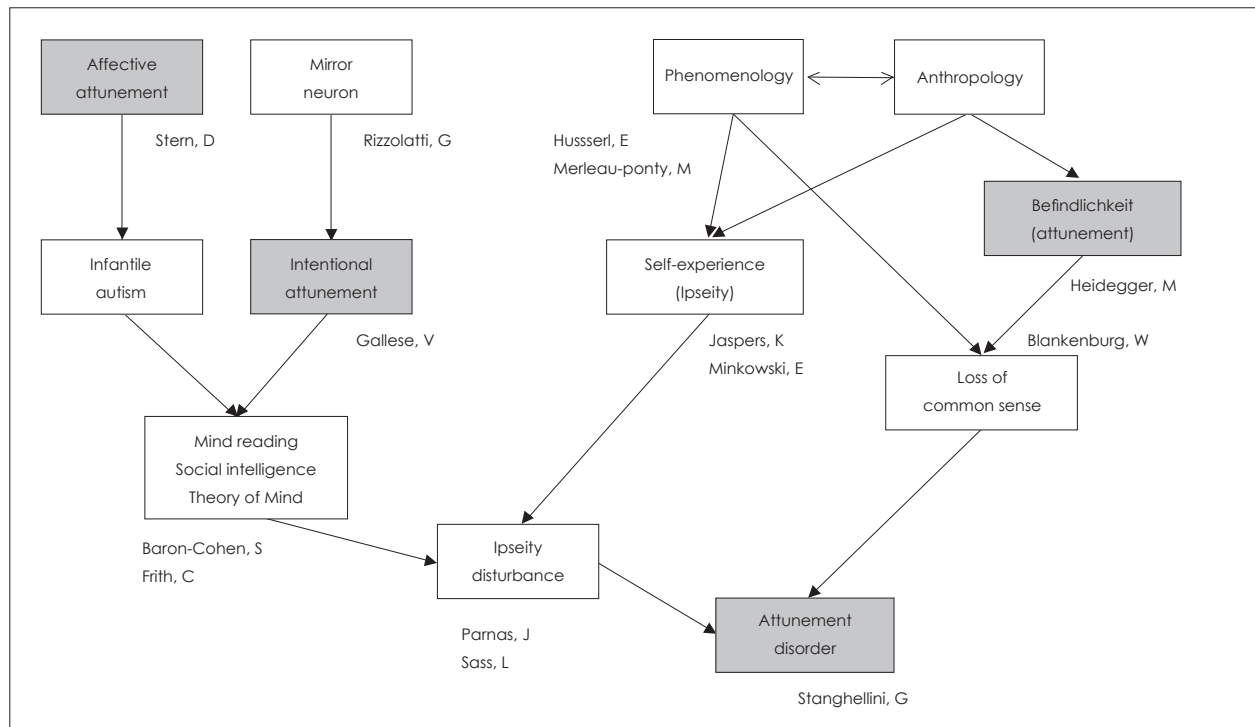 Affective
attunement
Mirror
neuron
Phenomenology
Anthropology
Stern, D
Rizzolatti, G
Hussserl, E
Merleau-ponty, M
Befindlichkeit
(attunement)
Infantile
autism
Intentional
attunement
Self-experience
(Ipseity)
Heidegger, M
Gallese, V
Jaspers, K
Minkowski, E
Blankenburg, W
Loss of
common sense
Mind reading
Social intelligence
Theory of Mind
Baron-Cohen, S
Frith, C
Ipseity
disturbance
Parnas, J
Sass, L
Attunement
disorder
Stanghellini, G